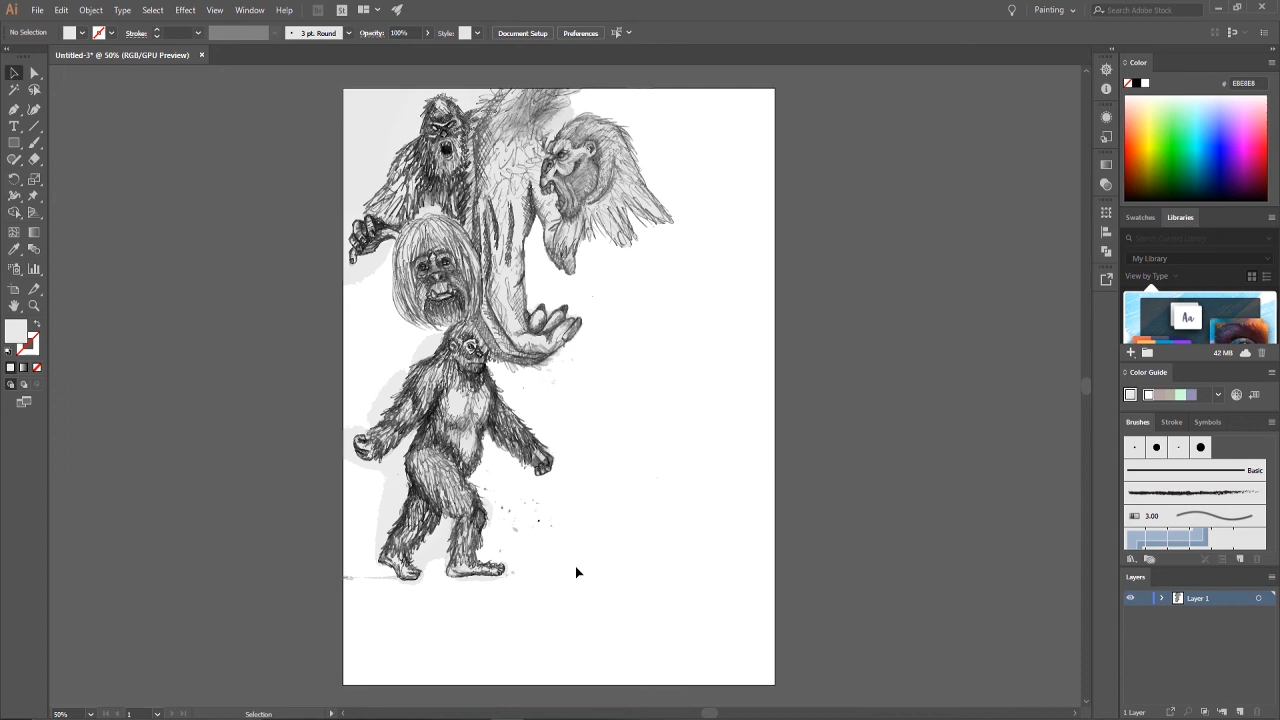 Ai File Edit Object Type Select Effect View Window Help Br St Painting Search Adobe Stock
No Selection Stroke: 3 pt. Round Opacity: 100% Style: Document Setup Preferences
Untitled-3* @ 50% (RGB/GPU Preview) ×
Color
# E8E8E8
Swatches Libraries
My Library
View by Type
Aa
42 MB
Color Guide
Brushes Stroke Symbols
Basic
3.00
Layers
Layer 1
50% 1 Selection 1 Layer